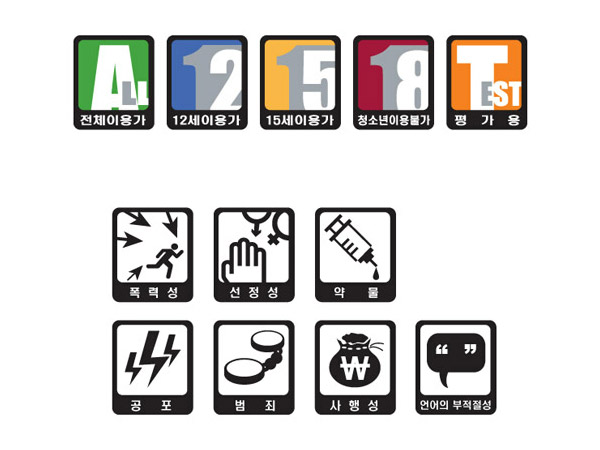 ALL 12 15 18 TEST
전체이용가 12세이용가 15세이용가 청소년이용불가 평가용
폭력성 선정성 약물
₩
“ ”
공포 범죄 사행성 언어의 부적절성